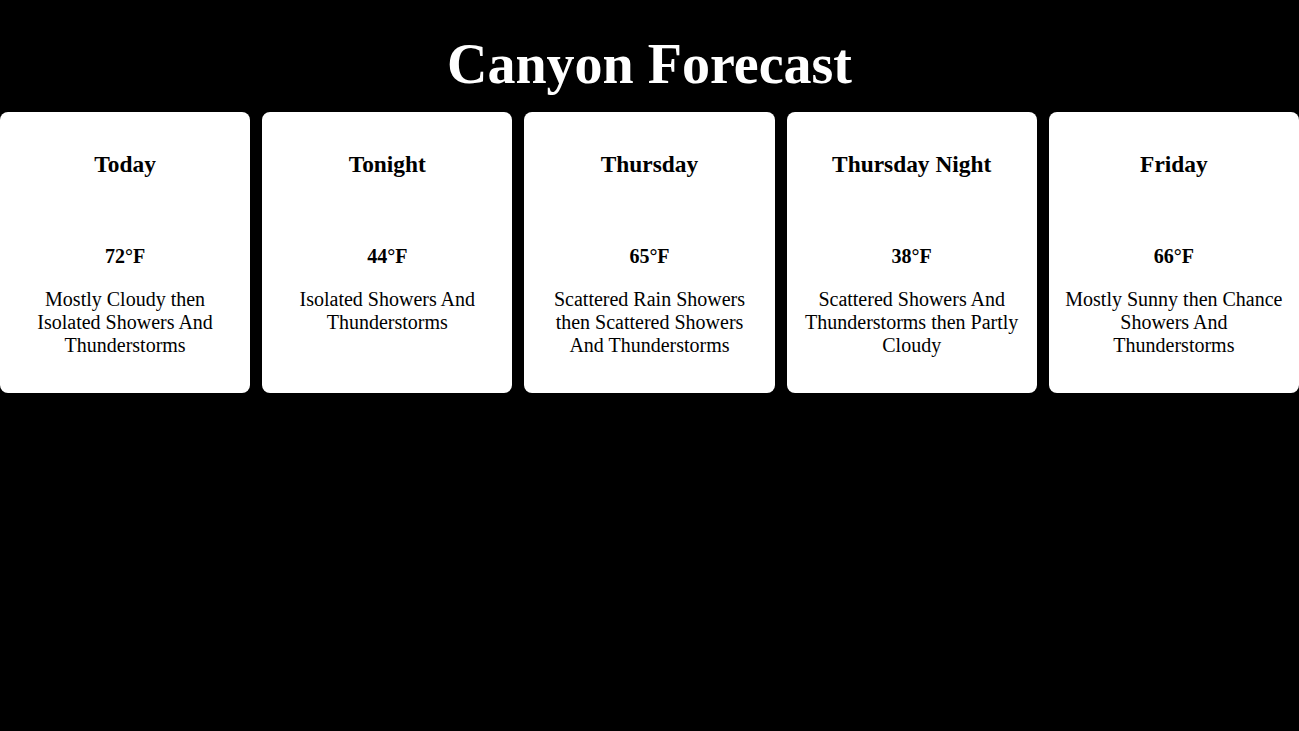 Canyon Forecast
Today
72°F
Mostly Cloudy then
Isolated Showers And
Thunderstorms
Tonight
44°F
Isolated Showers And
Thunderstorms
Thursday
65°F
Scattered Rain Showers
then Scattered Showers
And Thunderstorms
Thursday Night
38°F
Scattered Showers And
Thunderstorms then Partly
Cloudy
Friday
66°F
Mostly Sunny then Chance
Showers And
Thunderstorms